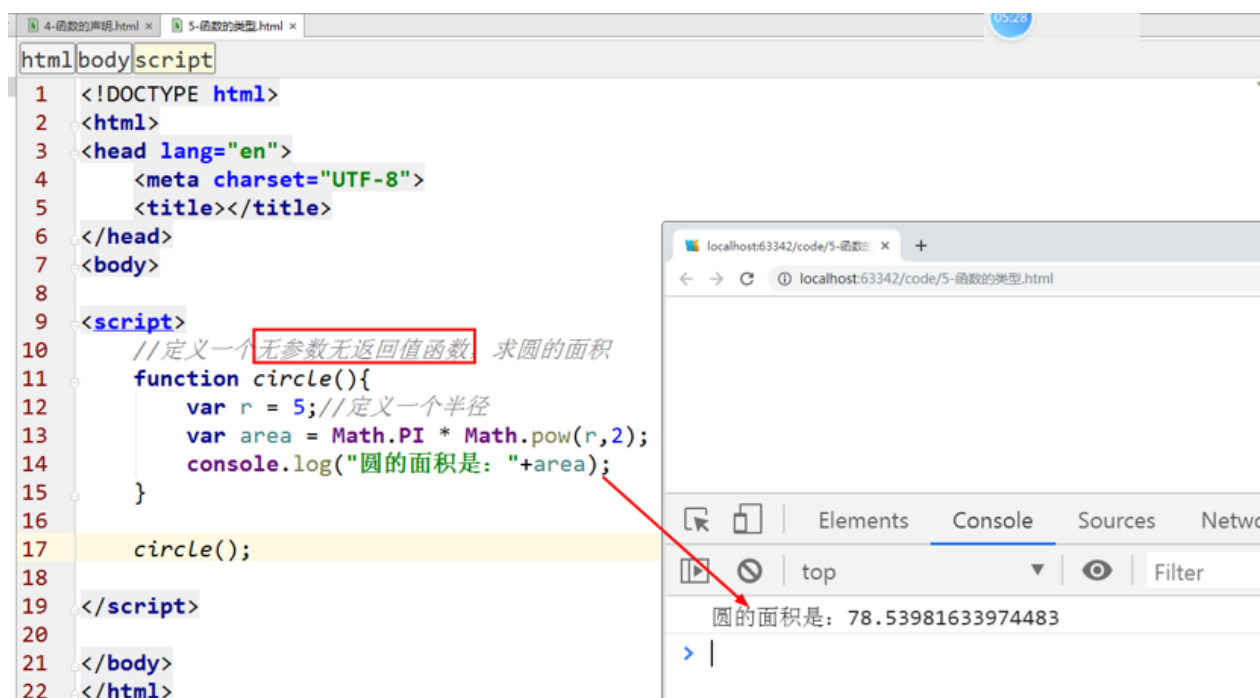 4-函数的声明.html ×
5-函数的类型.html ×
05:28
html body script
1 <!DOCTYPE html>
2 <html>
3 <head lang="en">
4 <meta charset="UTF-8">
5 <title></title>
6 </head>
7 <body>
8
9 <script>
10 //定义一个无参数无返回值函数，求圆的面积
11 function circle(){
12 var r = 5;//定义一个半径
13 var area = Math.PI * Math.pow(r,2);
14 console.log("圆的面积是："+area);
15 }
16
17 circle();
18
19 </script>
20
21 </body>
22 </html>
localhost:63342/code/5-函数 × +
localhost:63342/code/5-函数的类型.html
Elements Console Sources Netwo
top Filter
圆的面积是：78.53981633974483
>